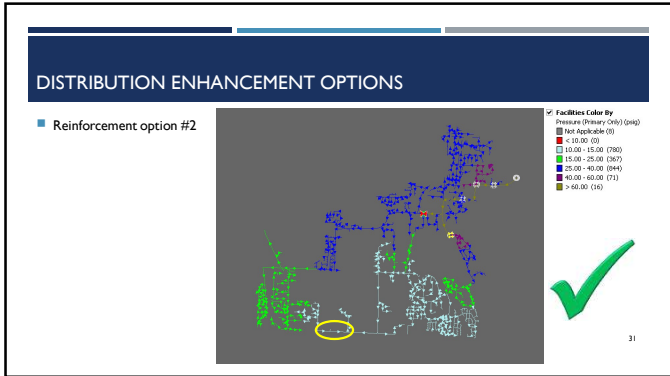 DISTRIBUTION ENHANCEMENT OPTIONS
Reinforcement option #2
Facilities Color By
Pressure (Primary Only) (psig)
Not Applicable (8)
< 10.00 (0)
10.00 - 15.00 (780)
15.00 - 25.00 (367)
25.00 - 40.00 (844)
40.00 - 60.00 (71)
> 60.00 (16)
31